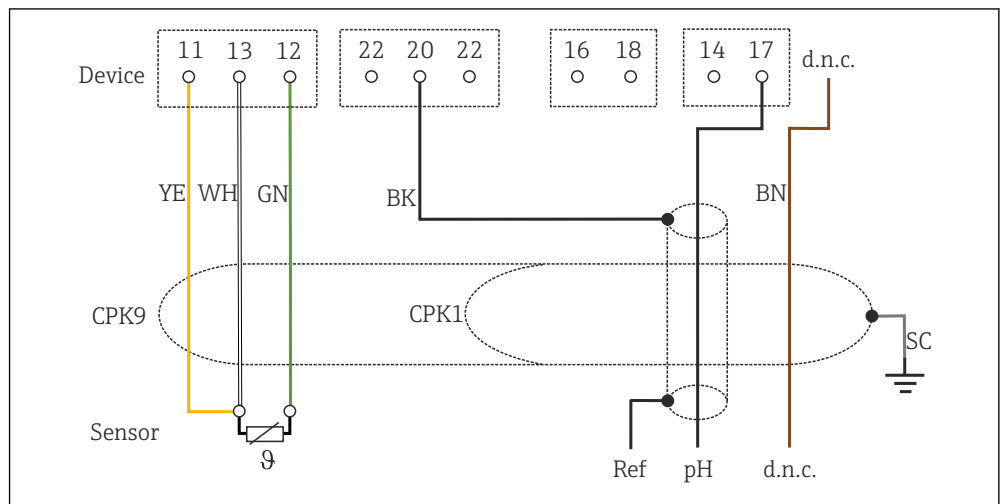 11 13 12 22 20 22 16 18 14 17 d.n.c.
Device
YE WH GN BK BN
CPK9 CPK1
SC
Sensor
ϑ Ref pH d.n.c.